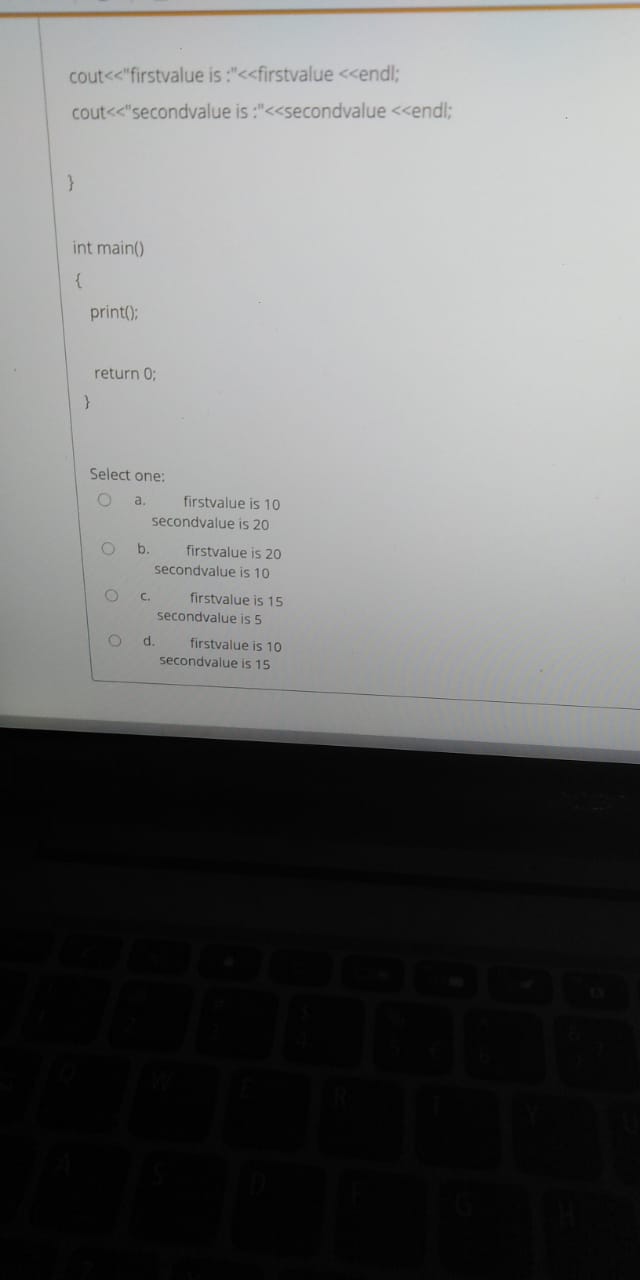 cout<<"firstvalue is :"<<firstvalue <<endl;
cout<<"secondvalue is :"<<secondvalue <<endl;
}
int main()
{
print();
return 0;
}
Select one:
a. firstvalue is 10
secondvalue is 20
b. firstvalue is 20
secondvalue is 10
c. firstvalue is 15
secondvalue is 5
d. firstvalue is 10
secondvalue is 15
W E R T Y
A S D F G H